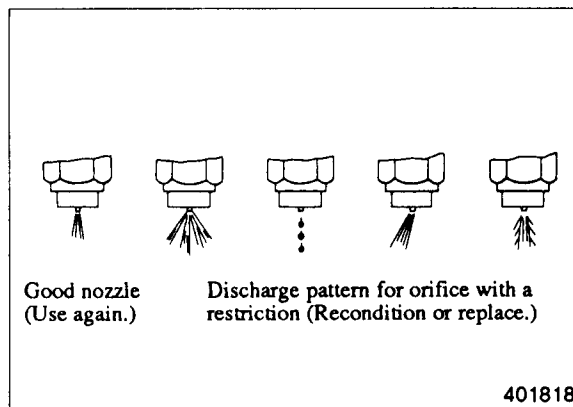 Good nozzle
(Use again.)
Discharge pattern for orifice with a
restriction (Recondition or replace.)
401818